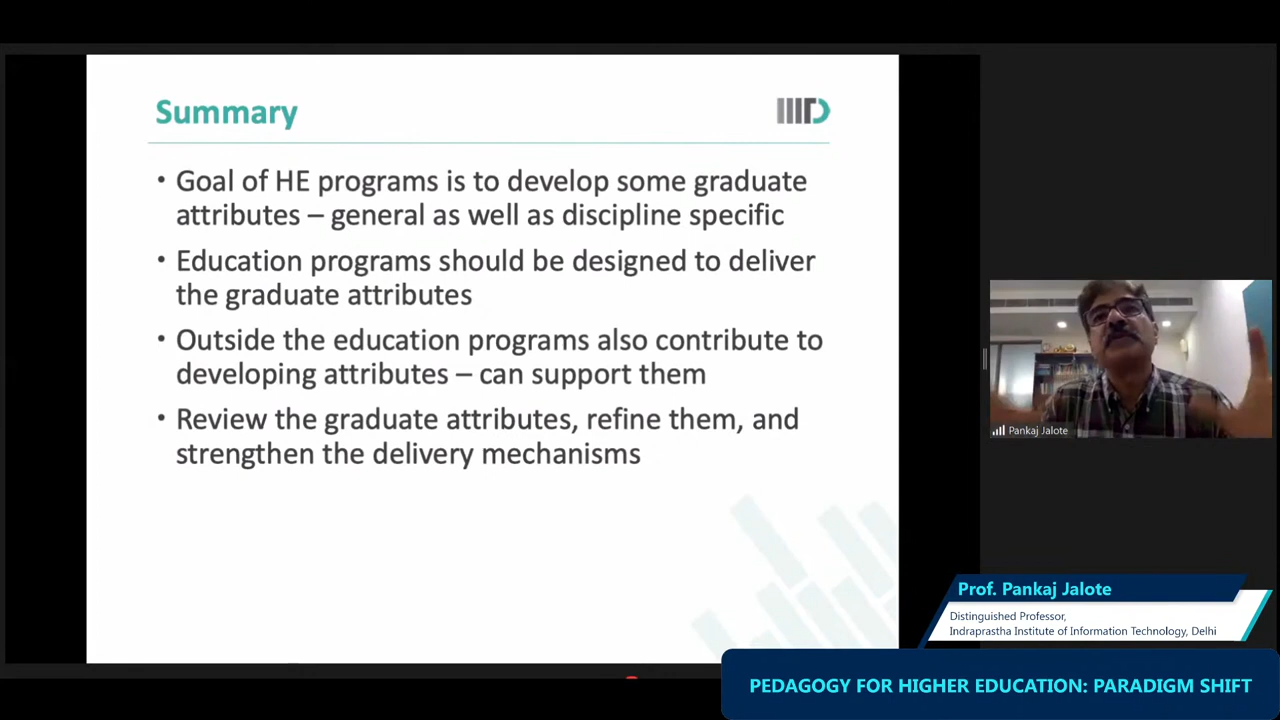 Summary
IIITD
• Goal of HE programs is to develop some graduate
attributes – general as well as discipline specific
• Education programs should be designed to deliver
the graduate attributes
• Outside the education programs also contribute to
developing attributes – can support them
• Review the graduate attributes, refine them, and
strengthen the delivery mechanisms
Pankaj Jalote
Prof. Pankaj Jalote
Distinguished Professor,
Indraprastha Institute of Information Technology, Delhi
PEDAGOGY FOR HIGHER EDUCATION: PARADIGM SHIFT